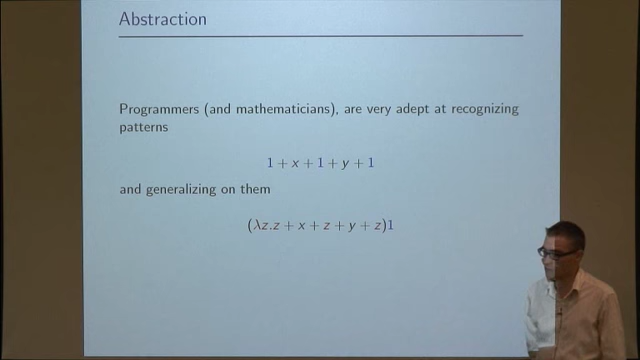 Abstraction
Programmers (and mathematicians), are very adept at recognizing
patterns
1 + x + 1 + y + 1
and generalizing on them
(λz.z + x + z + y + z)1